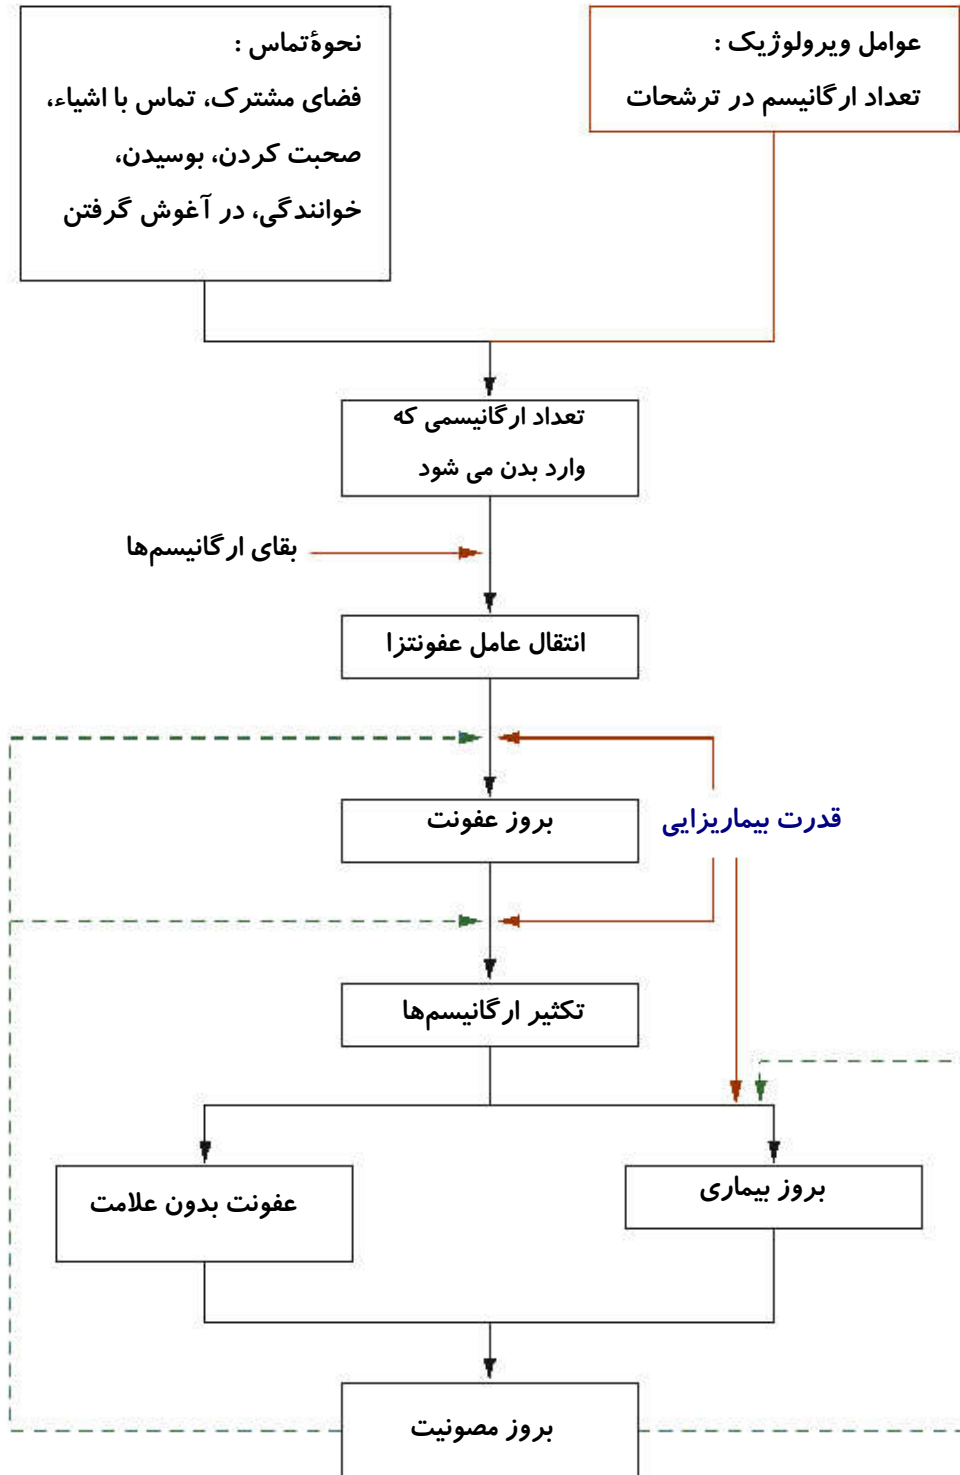 عوامل ویرولوژیک :
تعداد ارگانیسم در ترشحات
نحوهٔ تماس :
فضای مشترک، تماس با اشیاء،
صحبت کردن، بوسیدن،
خوانندگی، در آغوش گرفتن
تعداد ارگانیسمی که
وارد بدن می شود
بقای ارگانیسم‌ها
انتقال عامل عفونتزا
بروز عفونت
قدرت بیماریزایی
تکثیر ارگانیسم‌ها
بروز بیماری
عفونت بدون علامت
بروز مصونیت